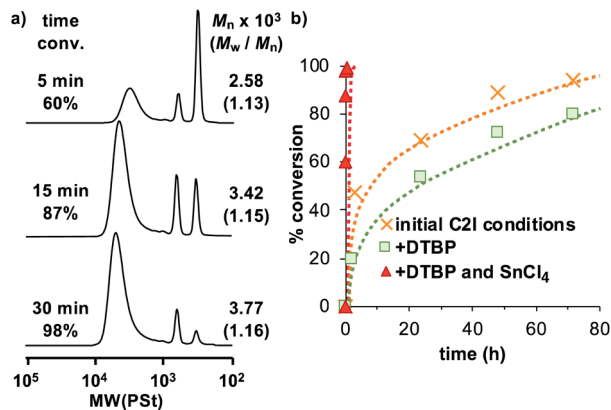 a)
time
conv.
Mn x 10³
(Mw / Mn)
5 min
60%
2.58
(1.13)
15 min
87%
3.42
(1.15)
30 min
98%
3.77
(1.16)
10⁵ 10⁴ 10³ 10²
MW(PSt)
b)
% conversion
100
80
60
40
20
0
initial C2I conditions
+DTBP
+DTBP and SnCl₄
0 20 40 60 80
time (h)